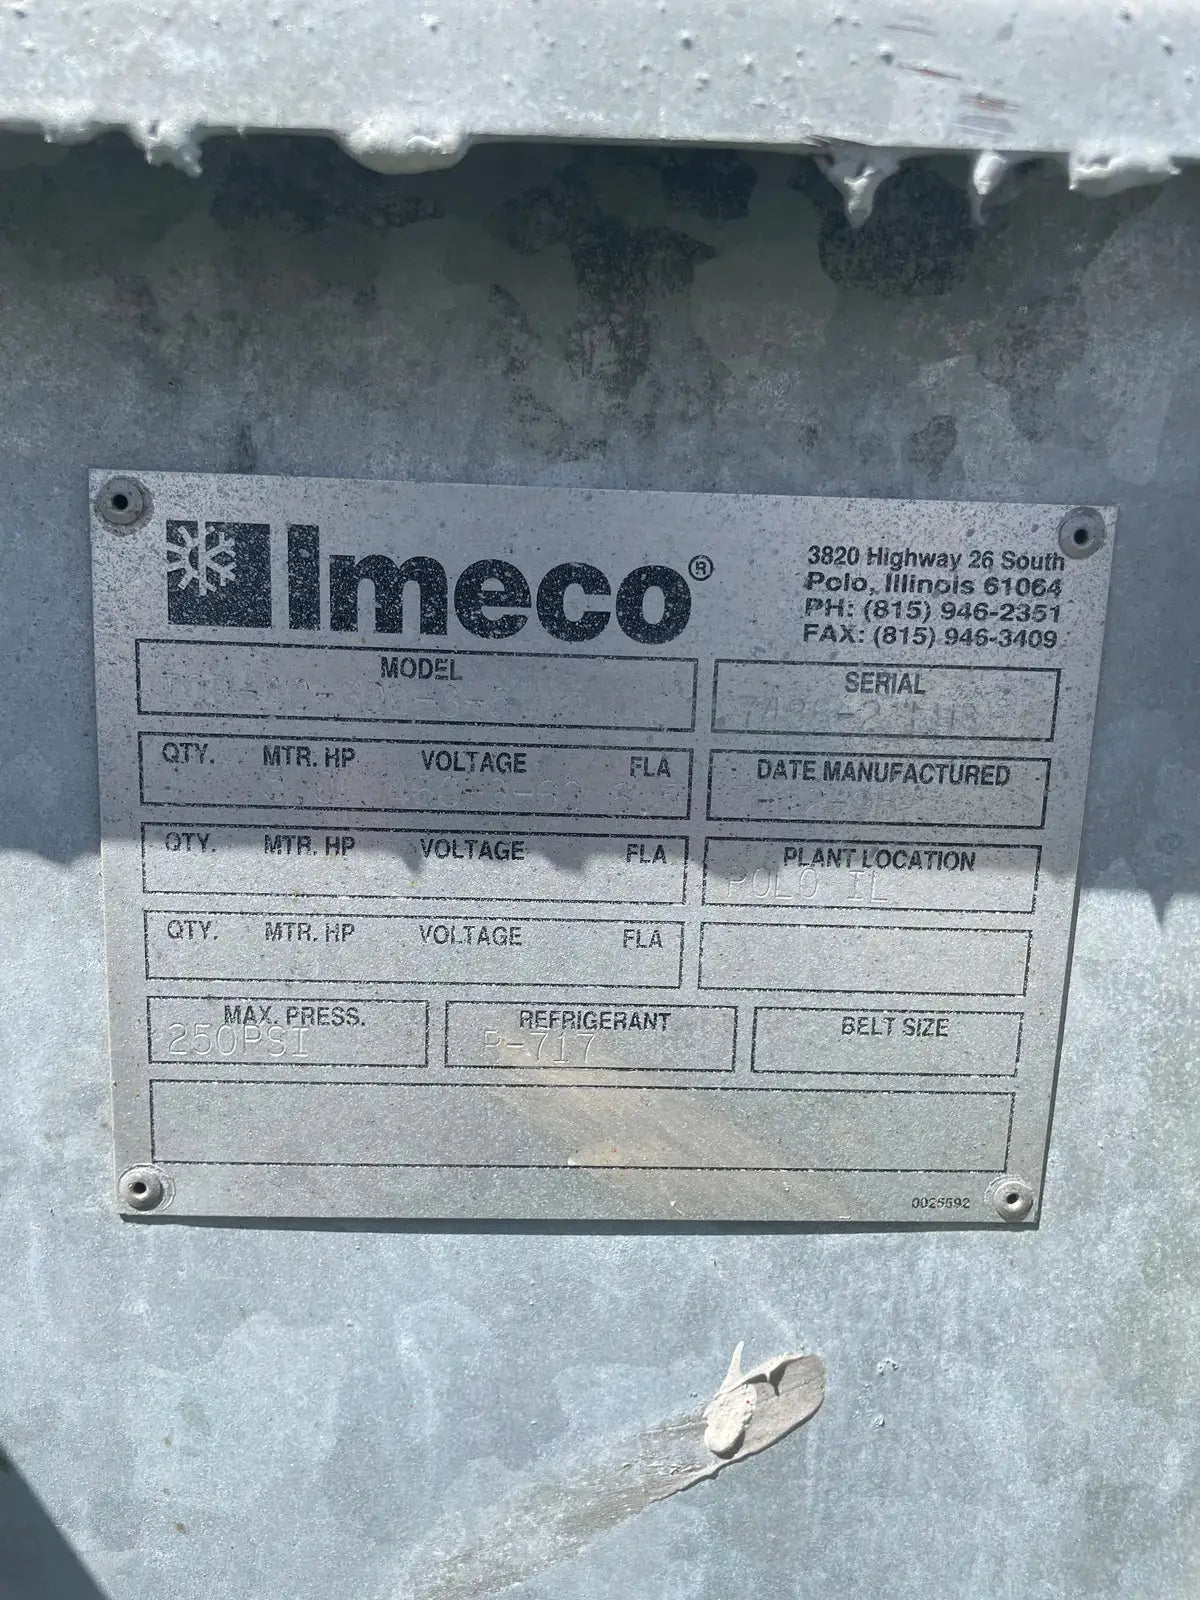 Imeco®
3820 Highway 26 South
Polo, Illinois 61064
PH: (815) 946-2351
FAX: (815) 946-3409
MODEL
SERIAL
QTY. MTR. HP VOLTAGE FLA
DATE MANUFACTURED
QTY. MTR. HP VOLTAGE FLA
PLANT LOCATION
POLO IL
QTY. MTR. HP VOLTAGE FLA
MAX. PRESS.
250PSI
REFRIGERANT
R-717
BELT SIZE
0025592